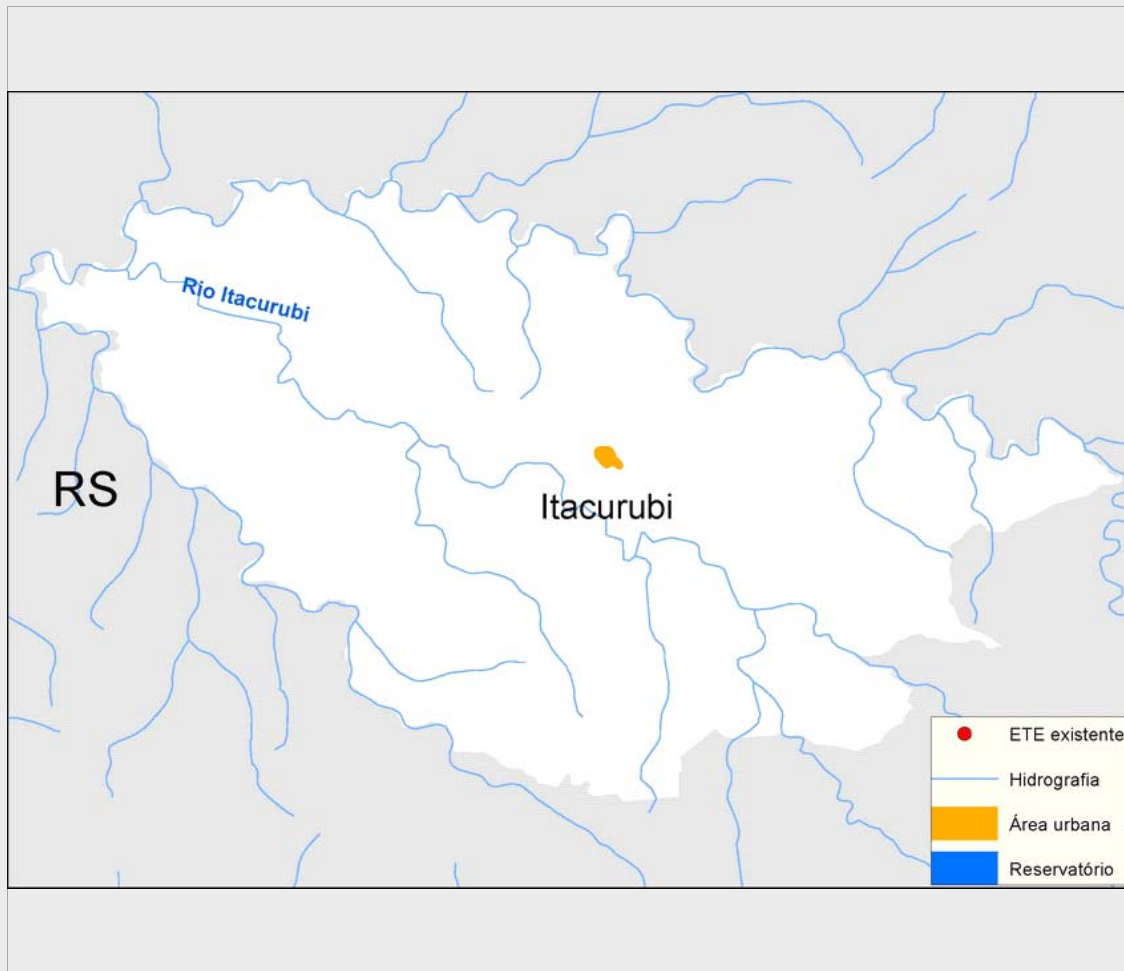 Rio Itacurubi
RS
Itacurubi
ETE existente
Hidrografia
Área urbana
Reservatório